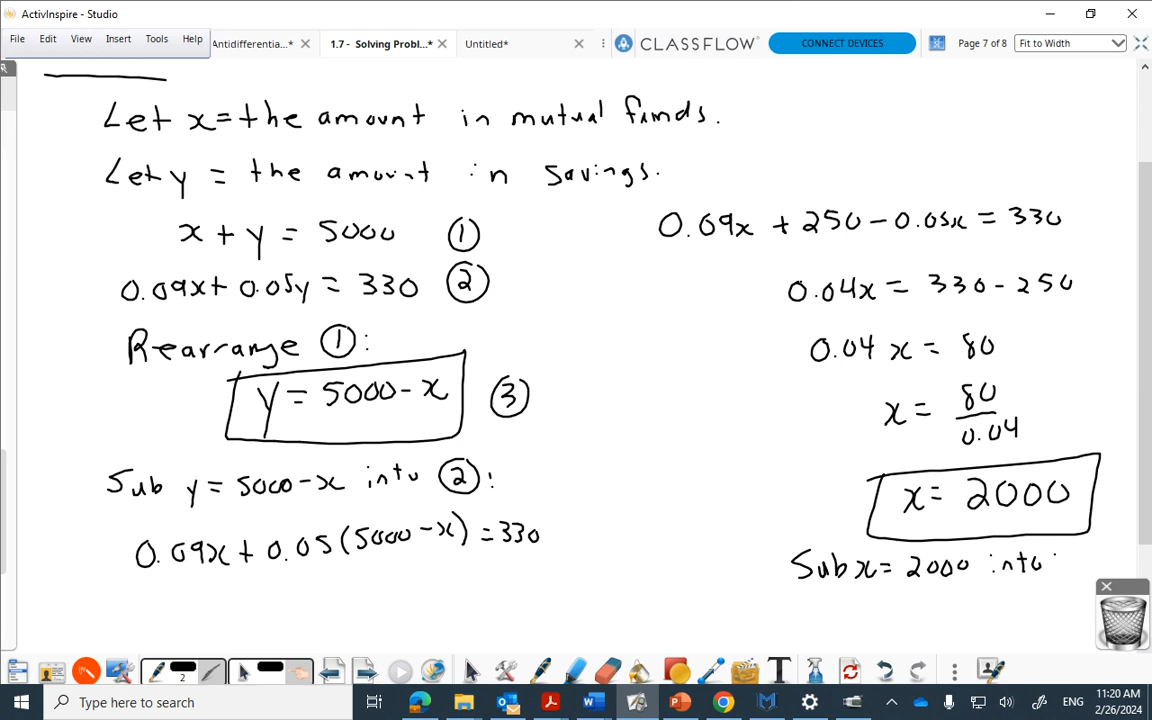 ActivInspire - Studio
File Edit View Insert Tools Help
Antidifferentia...* 1.7 - Solving Probl...* Untitled*
CLASSFLOW
CONNECT DEVICES
Page 7 of 8
Fit to Width
Let x = the amount in mutual funds.
Let y = the amount in savings.
x + y = 5000 ①
0.09x + 0.05y = 330 ②
Rearrange ①:
y = 5000 - x ③
Sub y = 5000 - x into ②:
0.09x + 0.05(5000 - x) = 330
0.09x + 250 - 0.05x = 330
0.04x = 330 - 250
0.04x = 80
x = 80/0.04
x = 2000
Sub x = 2000 into
2
T
Type here to search
ENG
11:20 AM
2/26/2024